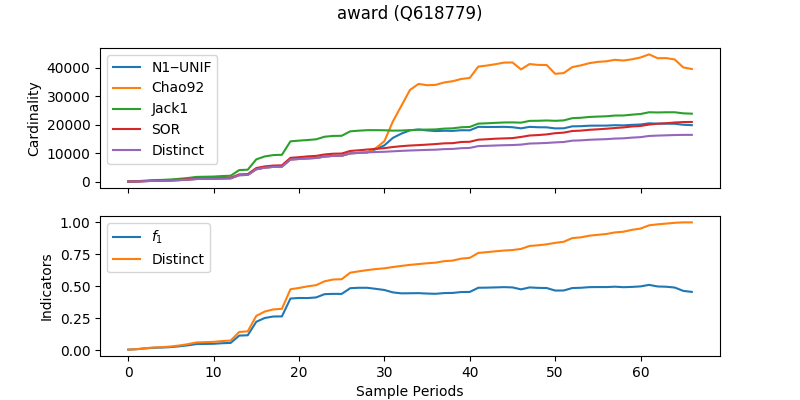 award (Q618779)
Cardinality
40000
30000
20000
10000
0
N1−UNIF
Chao92
Jack1
SOR
Distinct
Indicators
1.00
0.75
0.50
0.25
0.00
f1
Distinct
0 10 20 30 40 50 60
Sample Periods